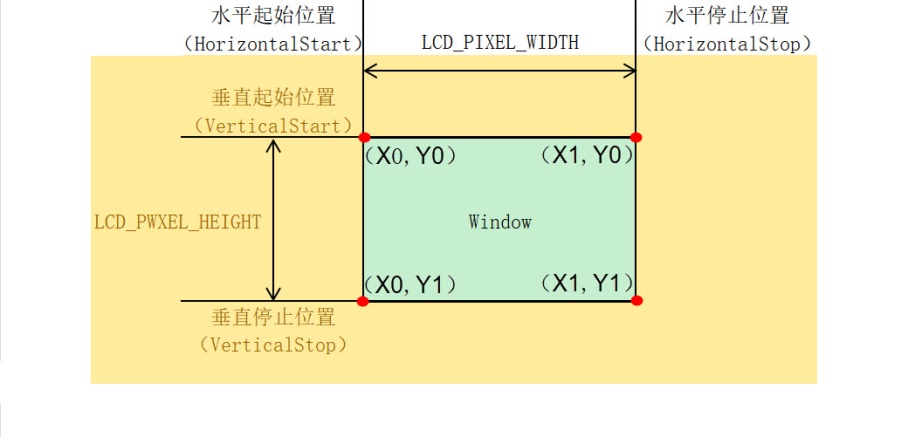 水平起始位置
（HorizontalStart）
LCD_PIXEL_WIDTH
水平停止位置
（HorizontalStop）
垂直起始位置
（VerticalStart）
（X0,Y0）
（X1,Y0）
LCD_PWXEL_HEIGHT
Window
（X0,Y1）
（X1,Y1）
垂直停止位置
（VerticalStop）